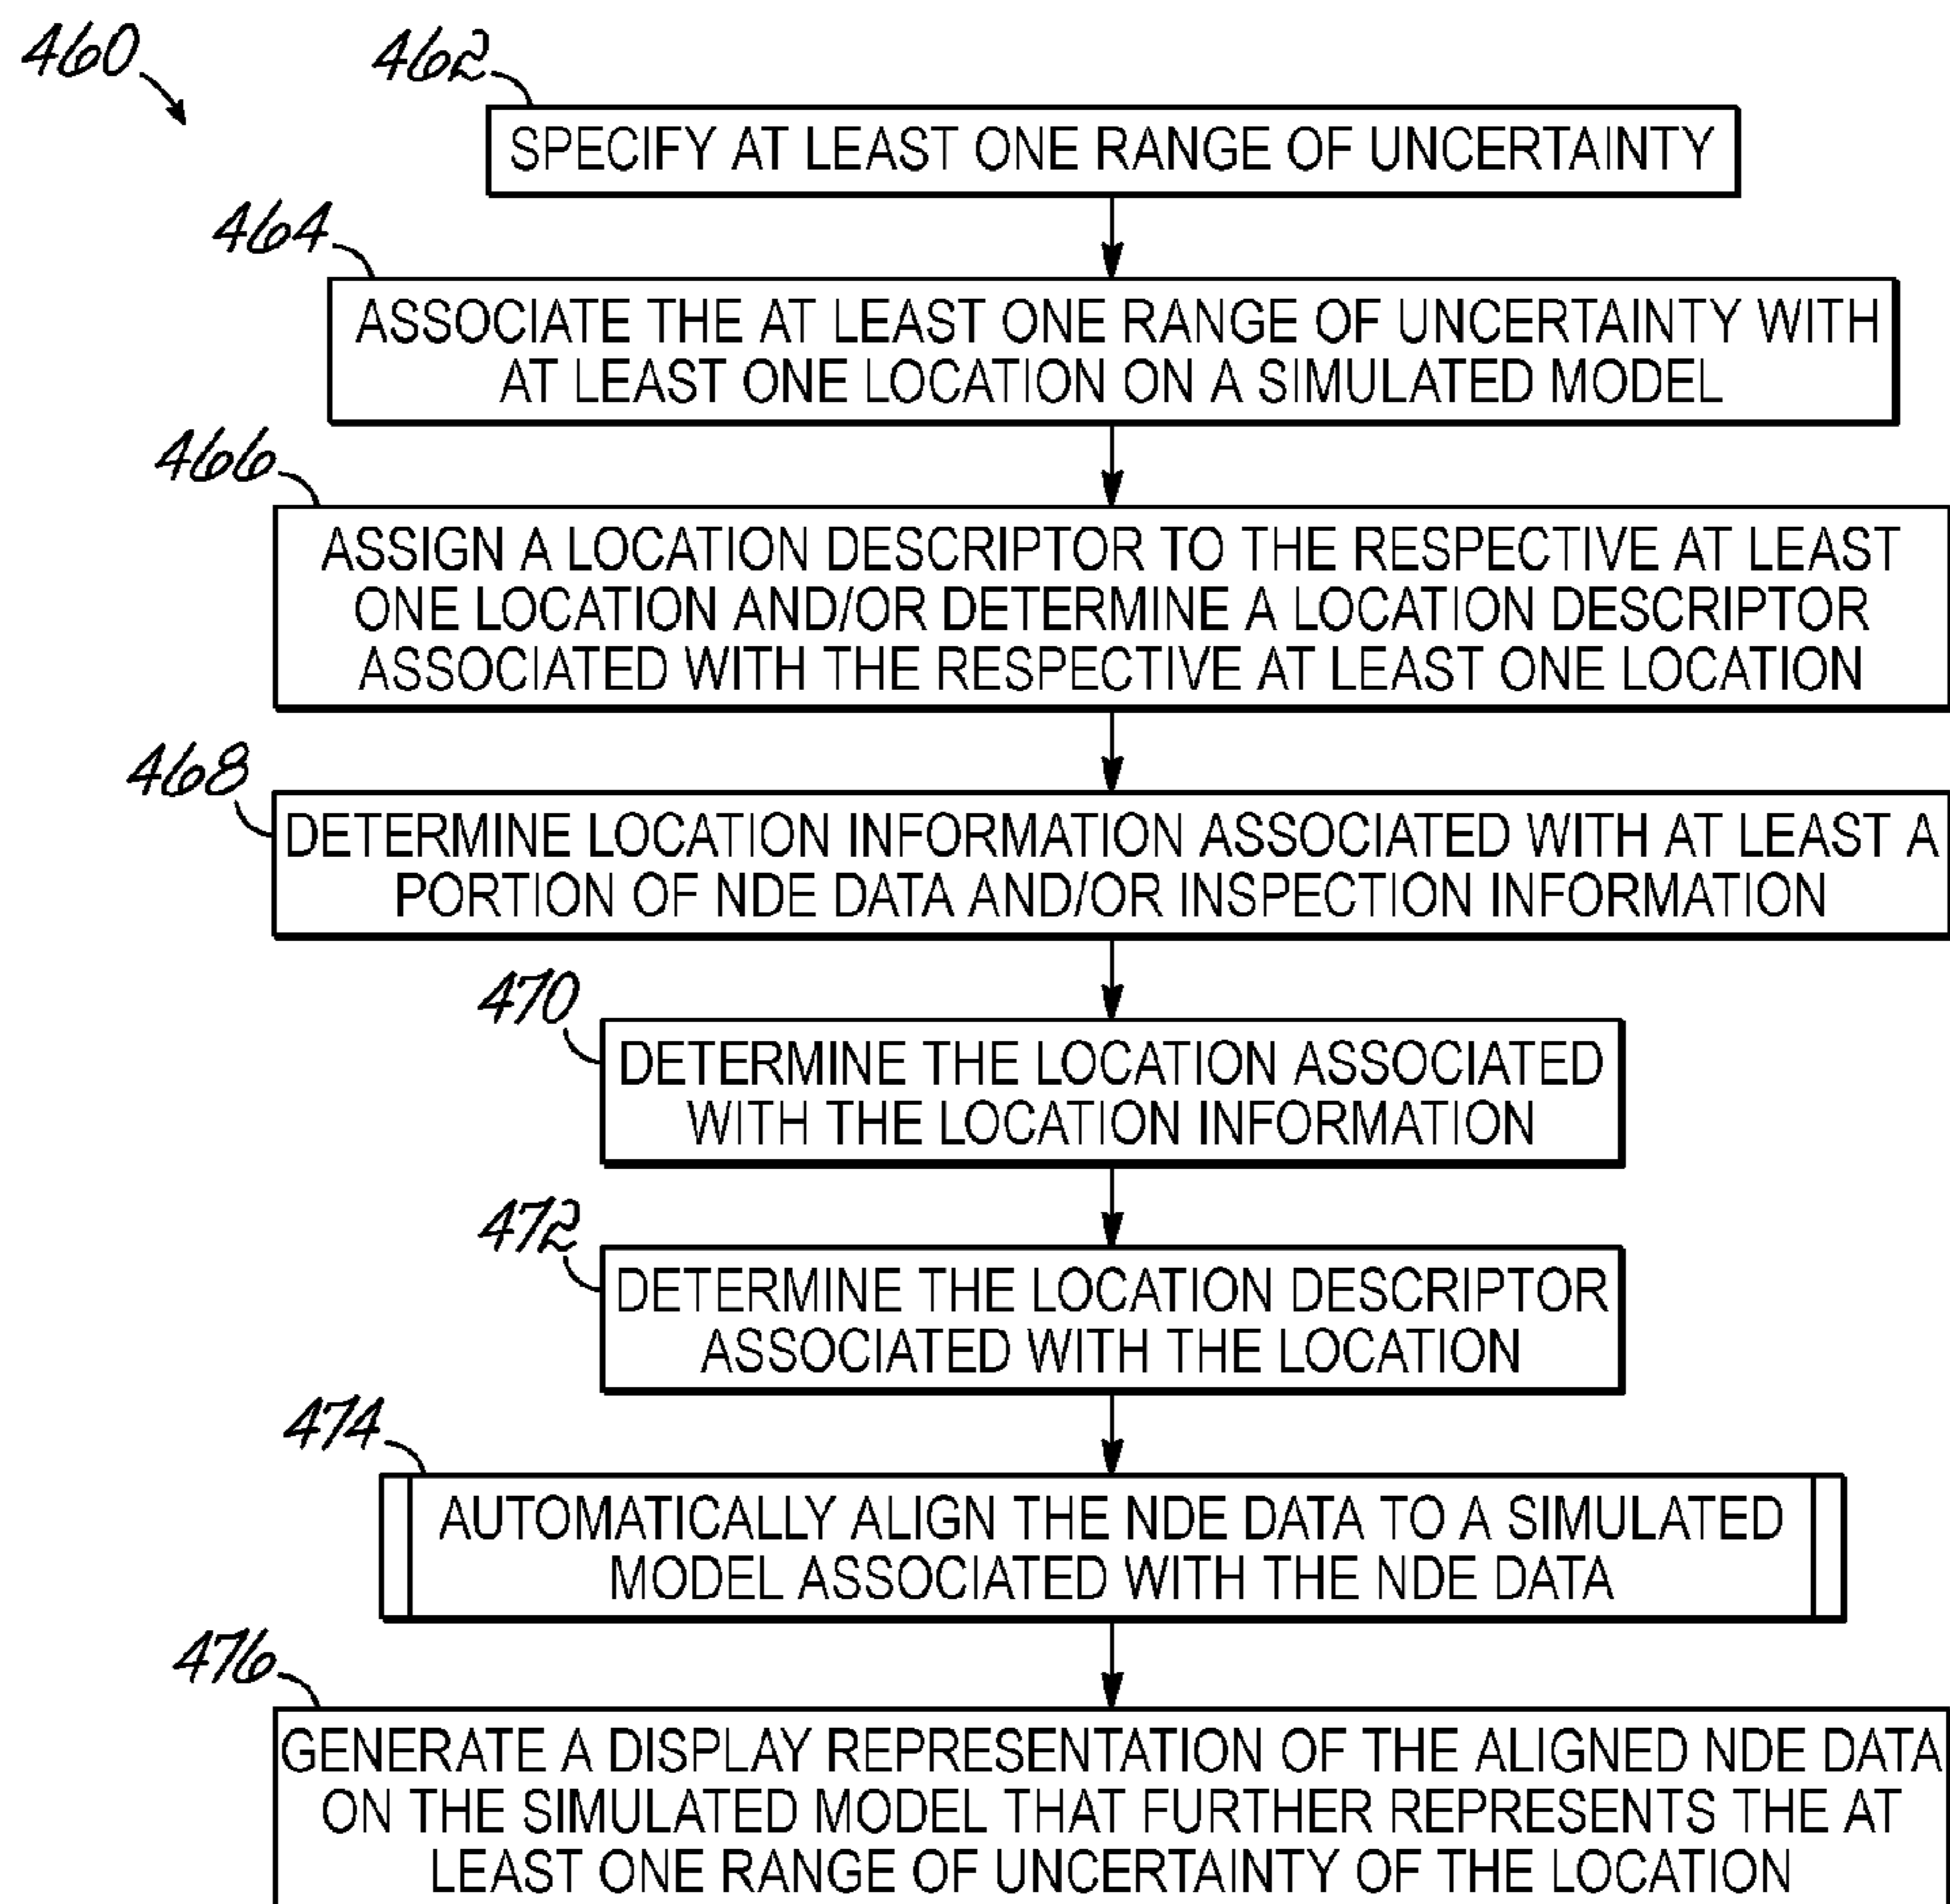 460
462
SPECIFY AT LEAST ONE RANGE OF UNCERTAINTY
464
ASSOCIATE THE AT LEAST ONE RANGE OF UNCERTAINTY WITH
AT LEAST ONE LOCATION ON A SIMULATED MODEL
466
ASSIGN A LOCATION DESCRIPTOR TO THE RESPECTIVE AT LEAST
ONE LOCATION AND/OR DETERMINE A LOCATION DESCRIPTOR
ASSOCIATED WITH THE RESPECTIVE AT LEAST ONE LOCATION
468
DETERMINE LOCATION INFORMATION ASSOCIATED WITH AT LEAST A
PORTION OF NDE DATA AND/OR INSPECTION INFORMATION
470
DETERMINE THE LOCATION ASSOCIATED
WITH THE LOCATION INFORMATION
472
DETERMINE THE LOCATION DESCRIPTOR
ASSOCIATED WITH THE LOCATION
474
AUTOMATICALLY ALIGN THE NDE DATA TO A SIMULATED
MODEL ASSOCIATED WITH THE NDE DATA
476
GENERATE A DISPLAY REPRESENTATION OF THE ALIGNED NDE DATA
ON THE SIMULATED MODEL THAT FURTHER REPRESENTS THE AT
LEAST ONE RANGE OF UNCERTAINTY OF THE LOCATION